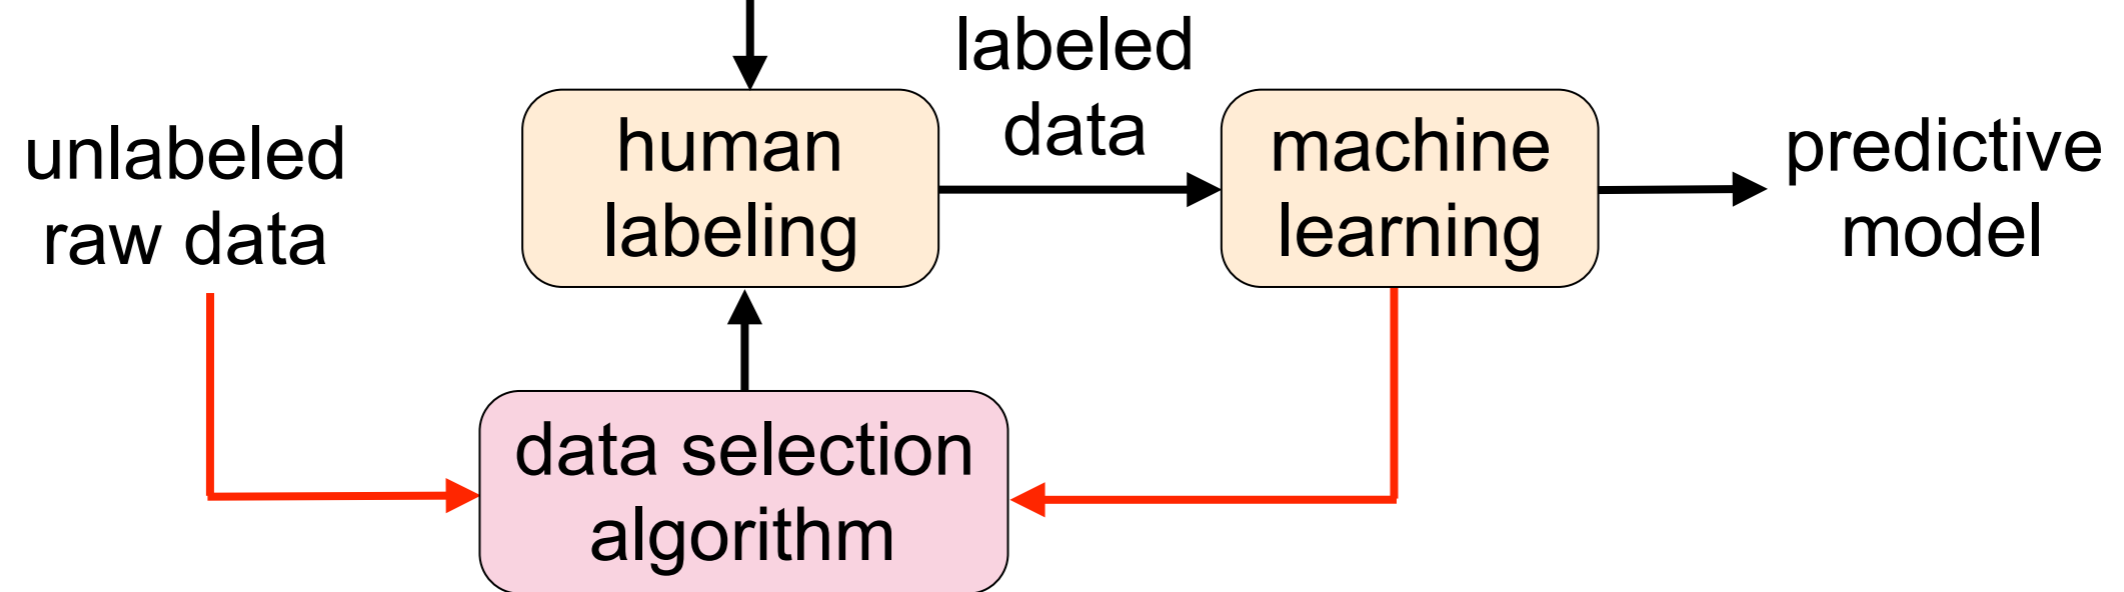 unlabeled
raw data
human
labeling
labeled
data
machine
learning
predictive
model
data selection
algorithm